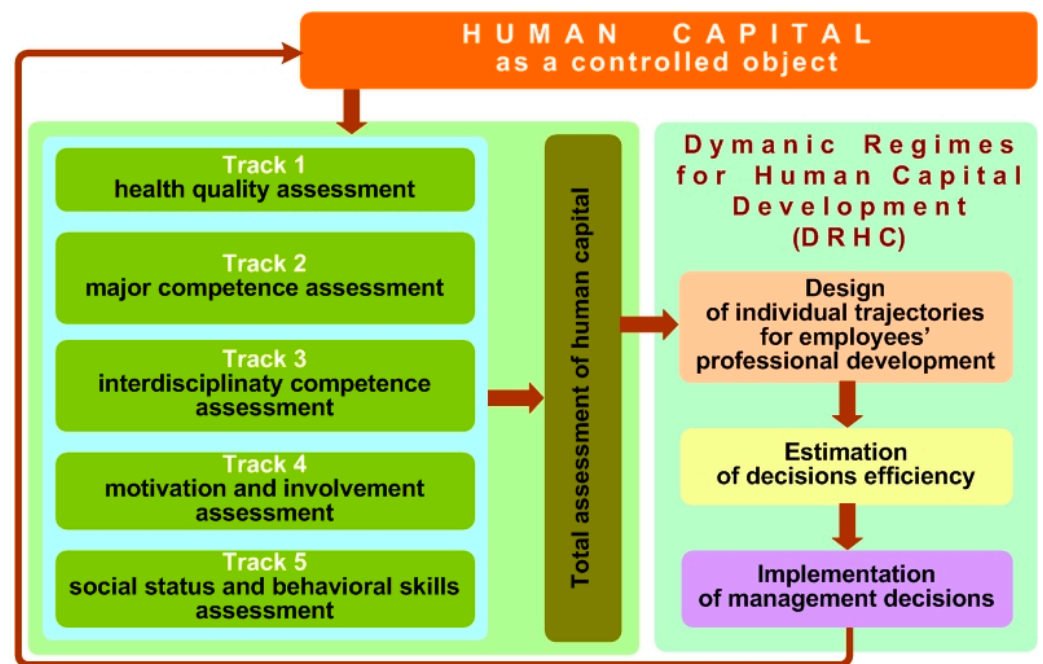 HUMAN CAPITAL
as a controlled object
Track 1
health quality assessment
Track 2
major competence assessment
Track 3
interdisciplinaty competence
assessment
Track 4
motivation and involvement
assessment
Track 5
social status and behavioral skills
assessment
Total assessment of human capital
Dymanic Regimes
for Human Capital
Development
(DRHC)
Design
of individual trajectories
for employees’
professional development
Estimation
of decisions efficiency
Implementation
of management decisions